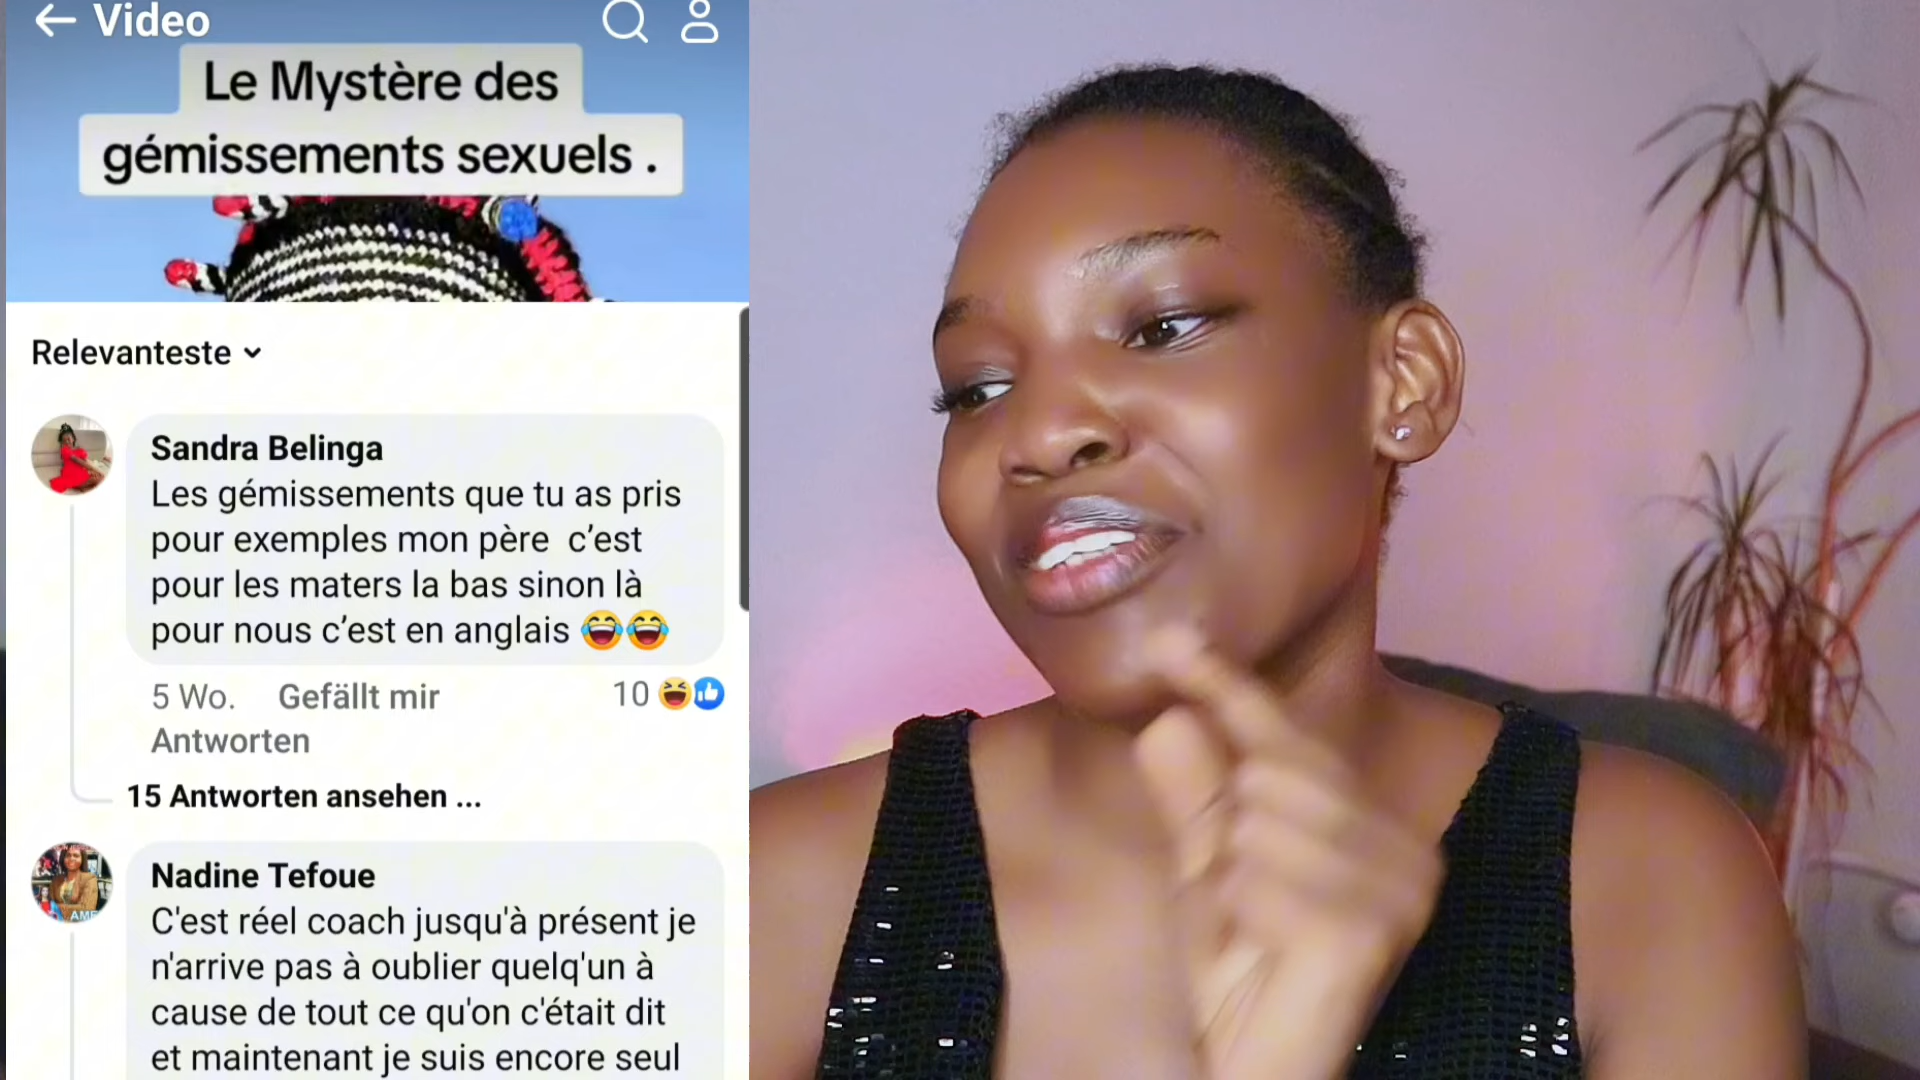 Video
Le Mystère des
gémissements sexuels .
Relevanteste
Sandra Belinga
Les gémissements que tu as pris
pour exemples mon père c’est
pour les maters la bas sinon là
pour nous c’est en anglais 😂😂
5 Wo. Gefällt mir 10
Antworten
15 Antworten ansehen ...
Nadine Tefoue
AME
C'est réel coach jusqu'à présent je
n'arrive pas à oublier quelq'un à
cause de tout ce qu'on c'était dit
et maintenant je suis encore seul